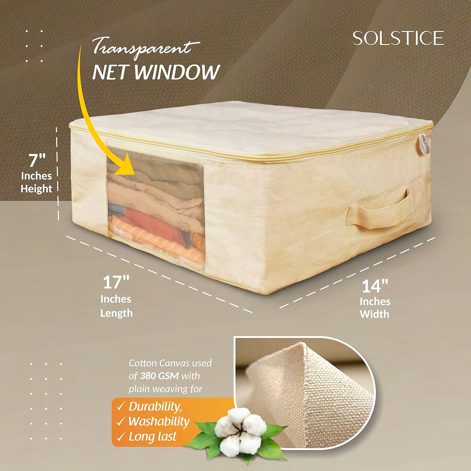 Transparent
NET WINDOW
SOLSTICE
7"
Inches
Height
17"
Inches
Length
14"
Inches
Width
Cotton Canvas used
of 380 GSM with
plain weaving for
✓ Durability,
✓ Washability
✓ Long last